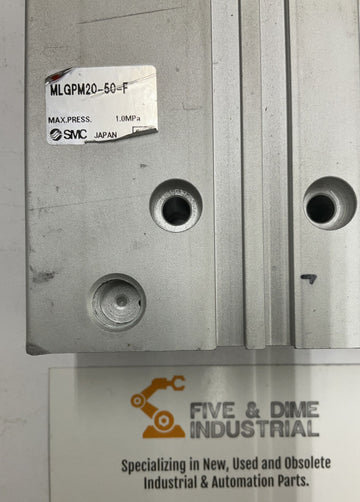 MLGPM20-50-F
MAX.PRESS. 1.0MPa
SMC JAPAN
FIVE & DIME
INDUSTRIAL
Specializing in New, Used and Obsolete
Industrial & Automation Parts.